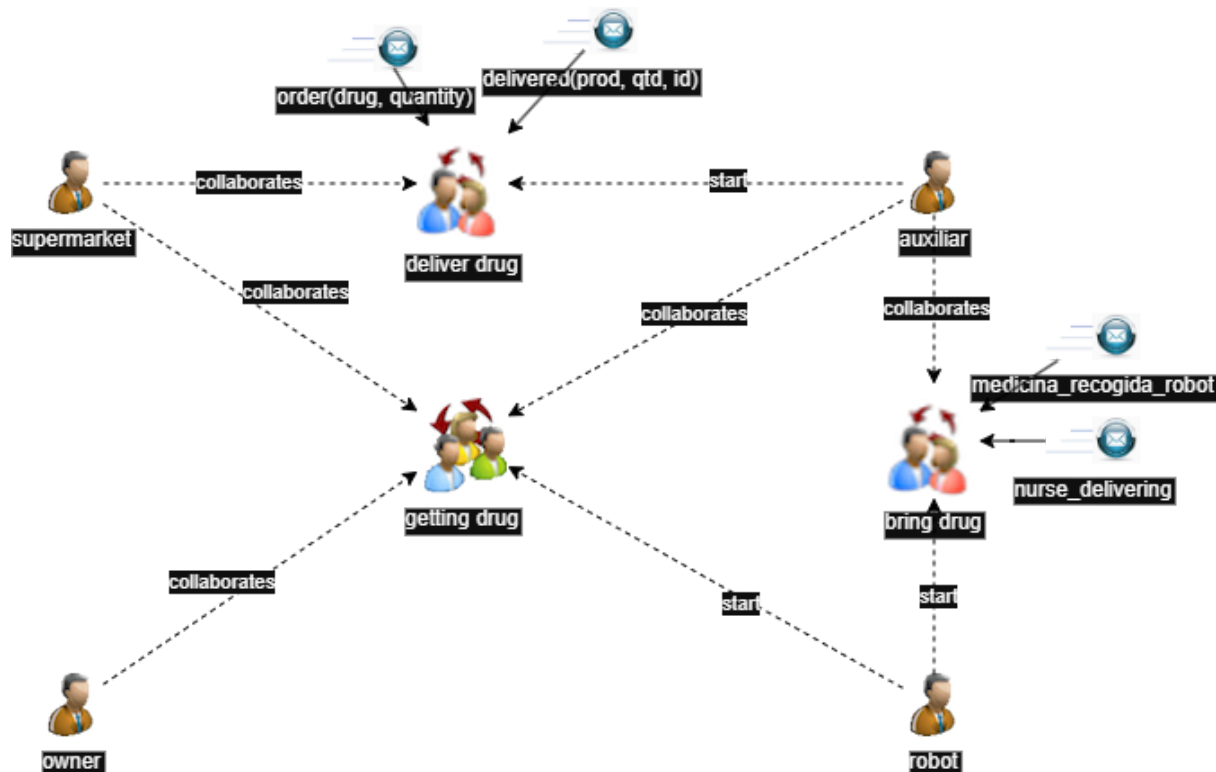 delivered(prod, qtd, id)
order(drug, quantity)
collaborates
start
supermarket
auxiliar
deliver drug
collaborates
collaborates
collaborates
medicina_recogida_robot
nurse_delivering
getting drug
bring drug
collaborates
start
start
owner
robot